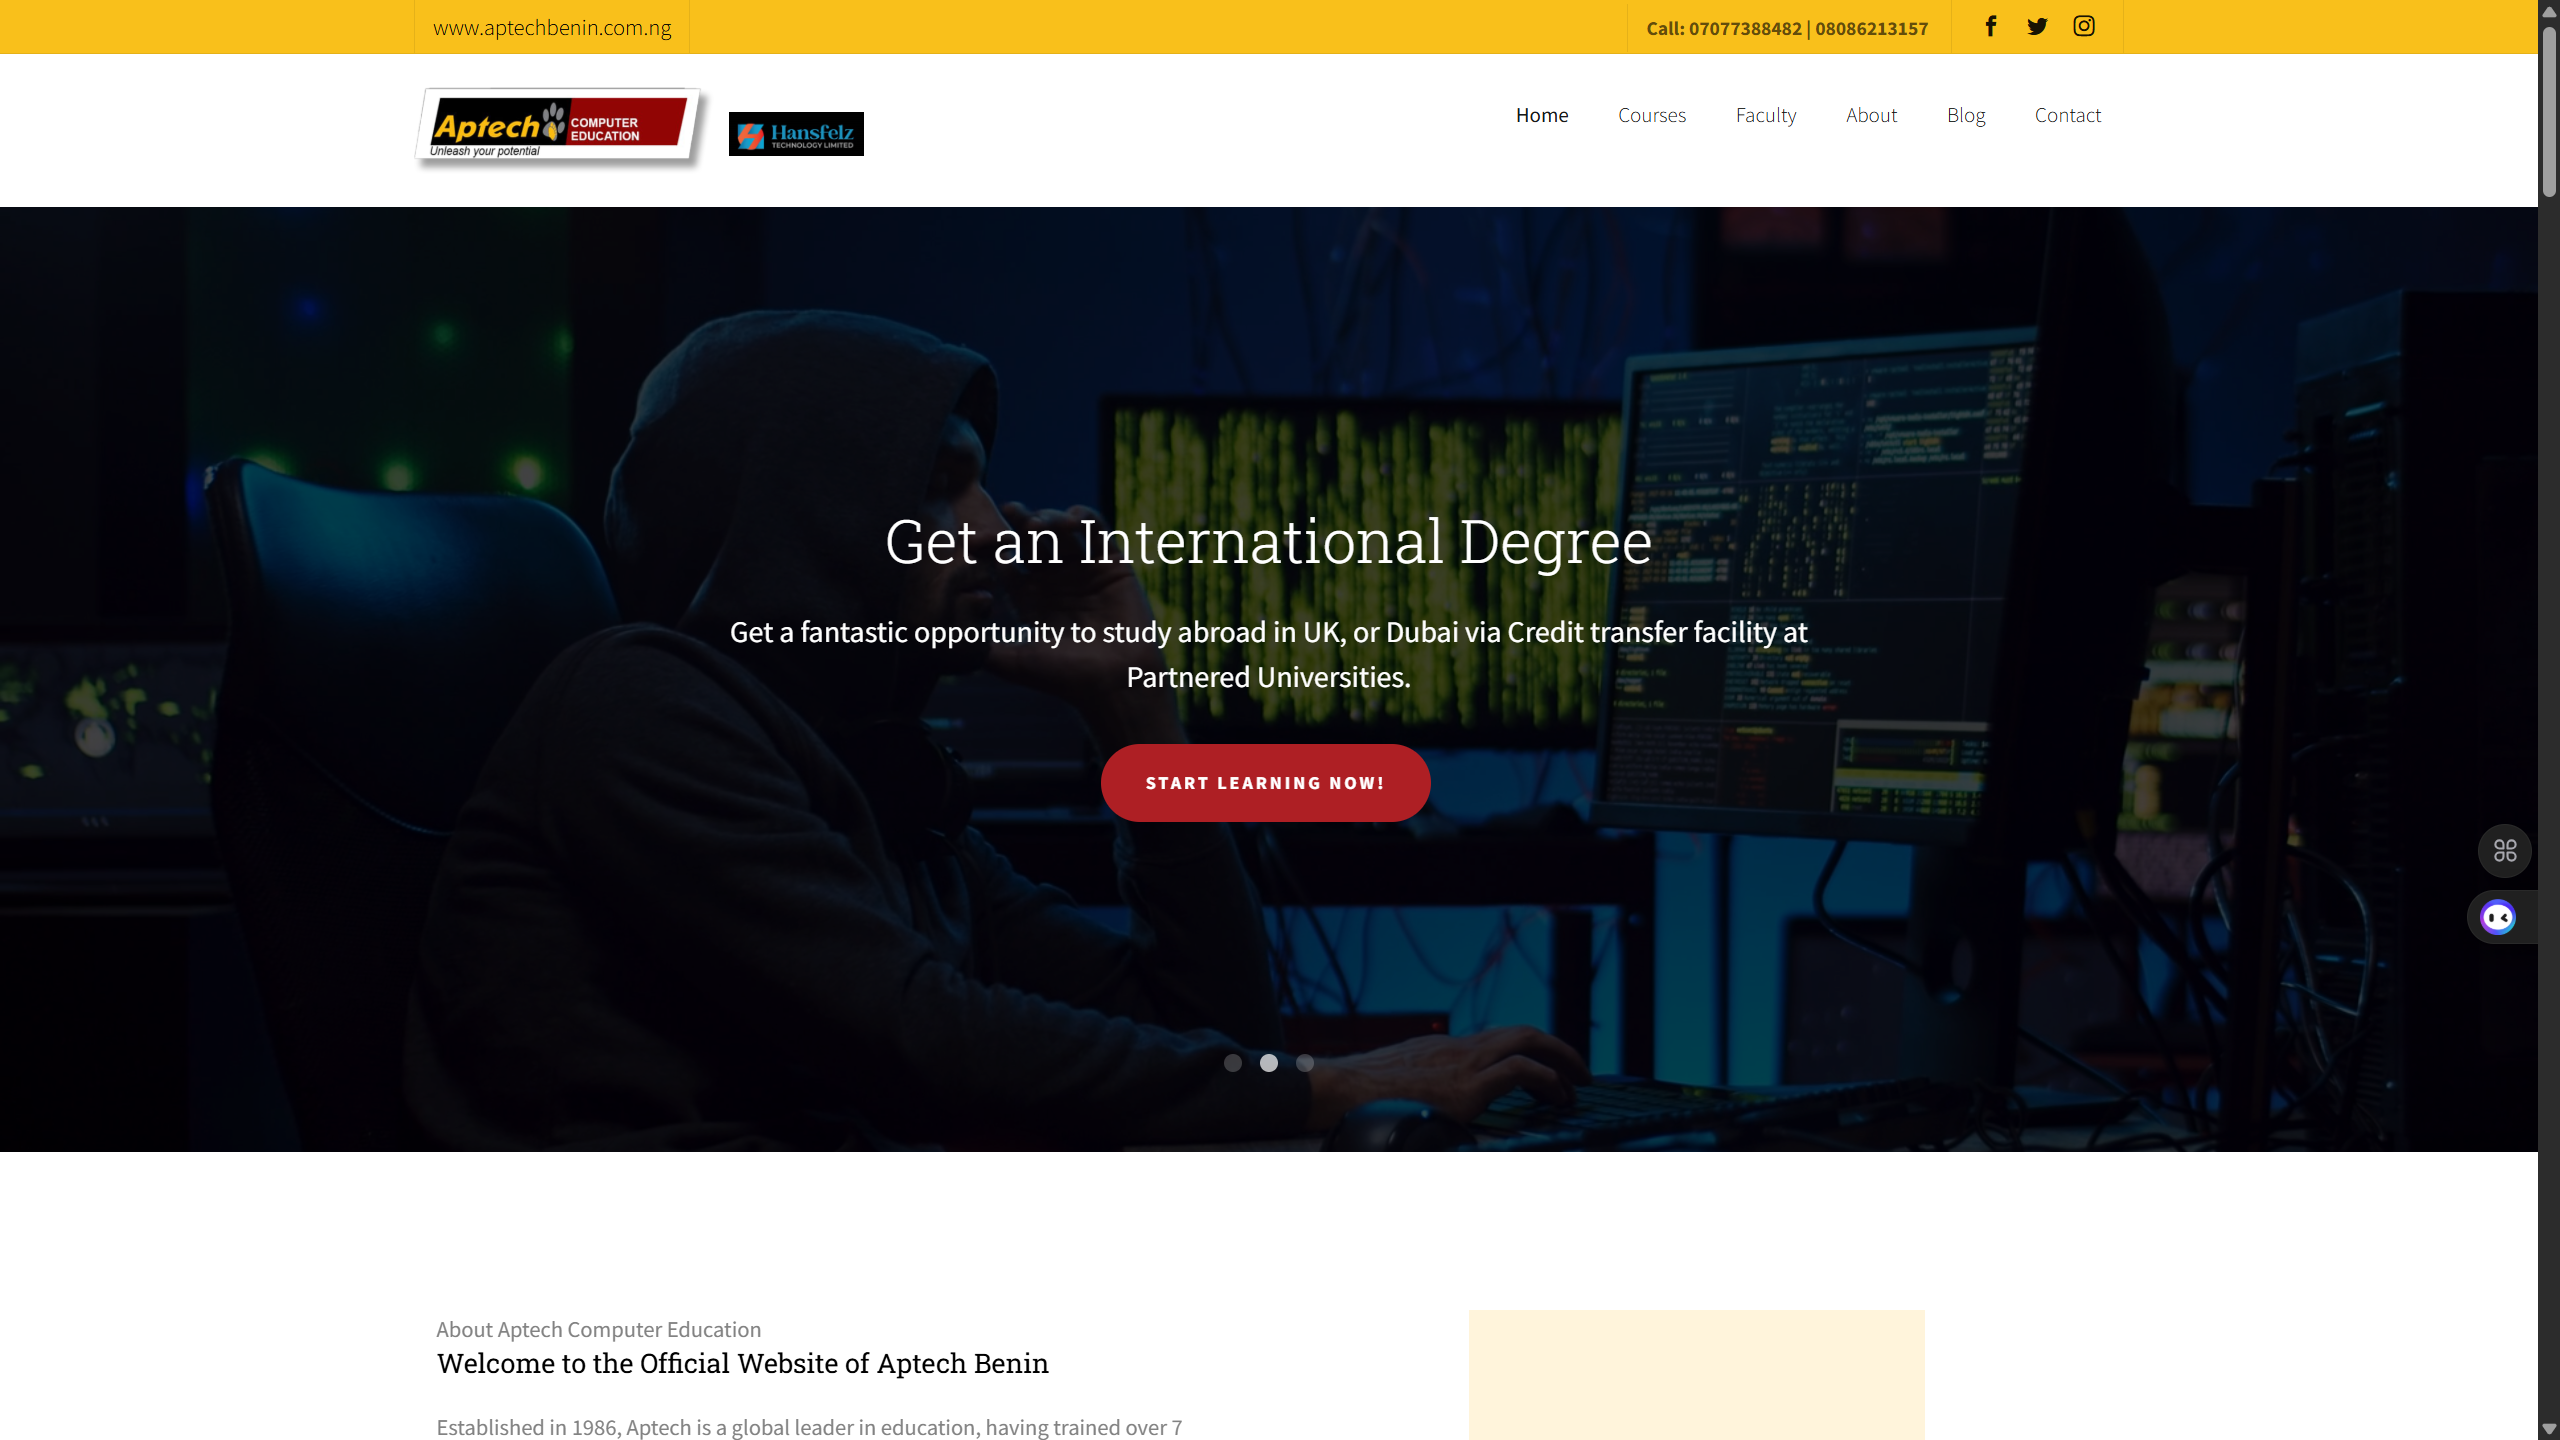 www.aptechbenin.com.ng
Call: 07077388482 | 08086213157
Aptech COMPUTER EDUCATION
Unleash your potential
Hansfelz
TECHNOLOGY LIMITED
Home Courses Faculty About Blog Contact
Get an International Degree
Get a fantastic opportunity to study abroad in UK, or Dubai via Credit transfer facility at
Partnered Universities.
START LEARNING NOW!
About Aptech Computer Education
Welcome to the Official Website of Aptech Benin
Established in 1986, Aptech is a global leader in education, having trained over 7